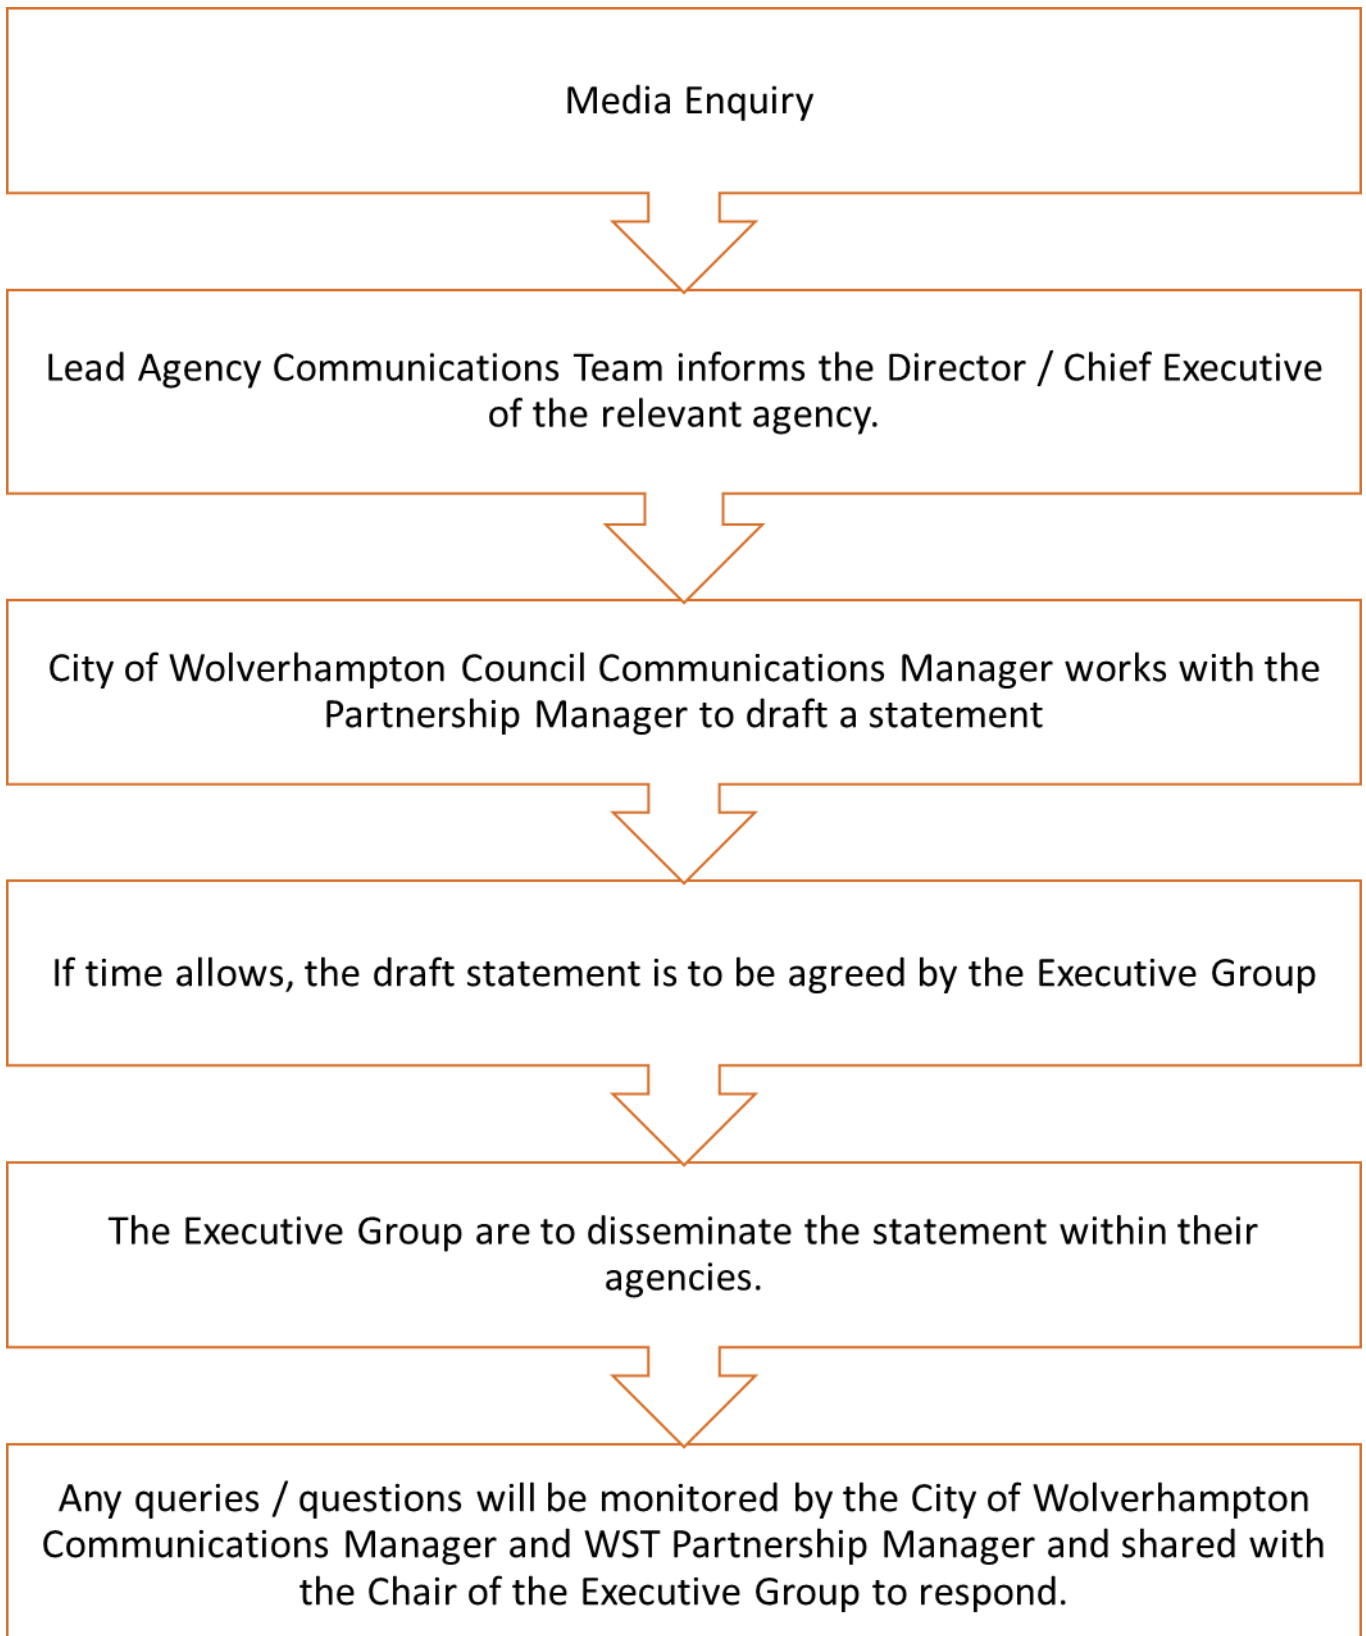 Media Enquiry
Lead Agency Communications Team informs the Director / Chief Executive
of the relevant agency.
City of Wolverhampton Council Communications Manager works with the
Partnership Manager to draft a statement
If time allows, the draft statement is to be agreed by the Executive Group
The Executive Group are to disseminate the statement within their
agencies.
Any queries / questions will be monitored by the City of Wolverhampton
Communications Manager and WST Partnership Manager and shared with
the Chair of the Executive Group to respond.